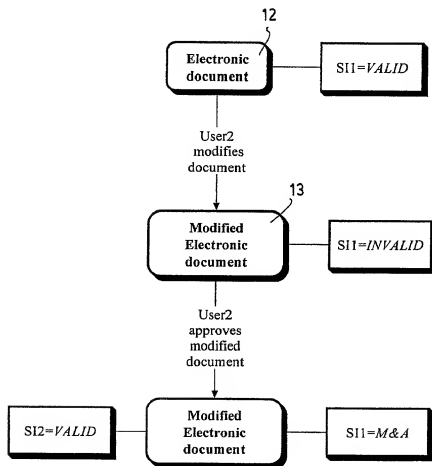 12
Electronic
document
SI1=VALID
User2
modifies
document
13
Modified
Electronic
document
SI1=INVALID
User2
approves
modified
document
SI2=VALID
Modified
Electronic
document
SI1=M&A